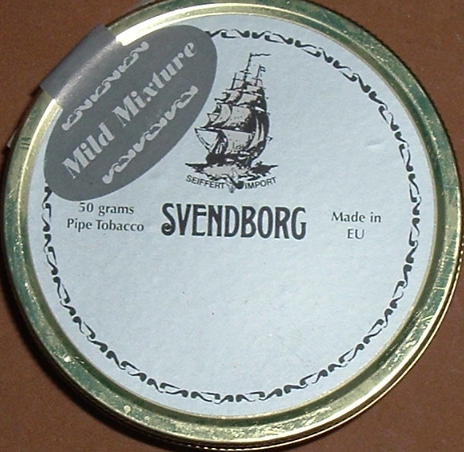 Mild Mixture
SEIFFERT IMPORT
50 grams
Pipe Tobacco
SVENDBORG
Made in
EU